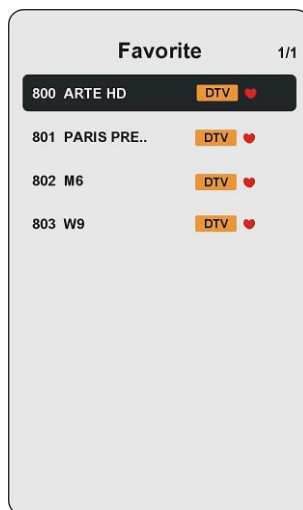 Favorite 1/1
800 ARTE HD DTV
801 PARIS PRE.. DTV
802 M6 DTV
803 W9 DTV